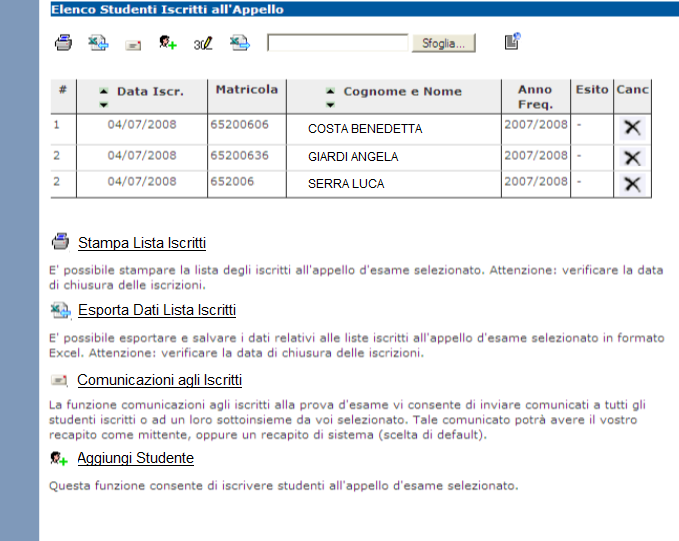 Elenco Studenti Iscritti all'Appello
30L Sfoglia...
# Data Iscr. Matricola Cognome e Nome Anno Freq. Esito Canc
1 04/07/2008 65200606 COSTA BENEDETTA 2007/2008 -
2 04/07/2008 65200636 GIARDI ANGELA 2007/2008 -
2 04/07/2008 652006 SERRA LUCA 2007/2008 -
Stampa Lista Iscritti
E' possibile stampare la lista degli iscritti all'appello d'esame selezionato. Attenzione: verificare la data
di chiusura delle iscrizioni.
Esporta Dati Lista Iscritti
E' possibile esportare e salvare i dati relativi alle liste iscritti all'appello d'esame selezionato in formato
Excel. Attenzione: verificare la data di chiusura delle iscrizioni.
Comunicazioni agli Iscritti
La funzione comunicazioni agli iscritti alla prova d'esame vi consente di inviare comunicati a tutti gli
studenti iscritti o ad un loro sottoinsieme da voi selezionato. Tale comunicato potrà avere il vostro
recapito come mittente, oppure un recapito di sistema (scelta di default).
Aggiungi Studente
Questa funzione consente di iscrivere studenti all'appello d'esame selezionato.